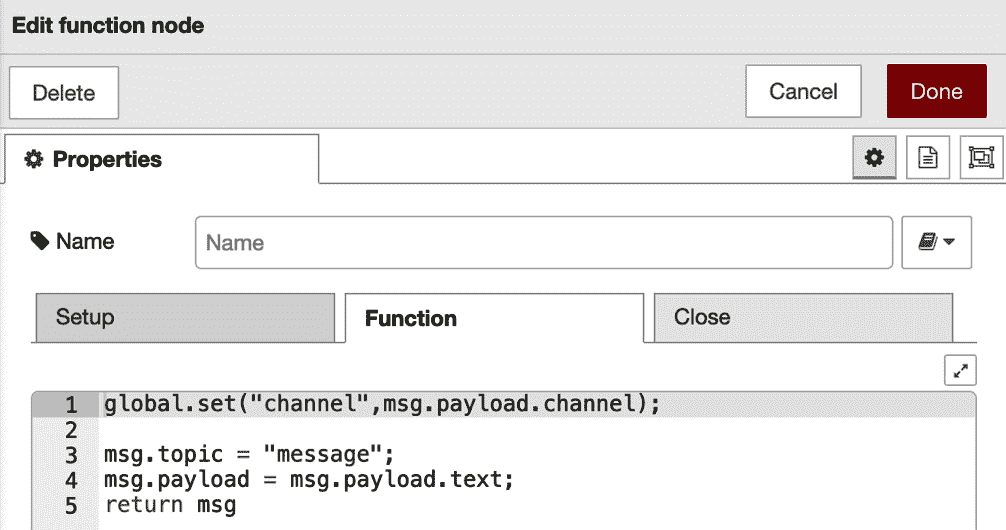 Edit function node
Delete Cancel Done
Properties
Name Name
Setup Function Close
1 global.set("channel",msg.payload.channel);
2
3 msg.topic = "message";
4 msg.payload = msg.payload.text;
5 return msg